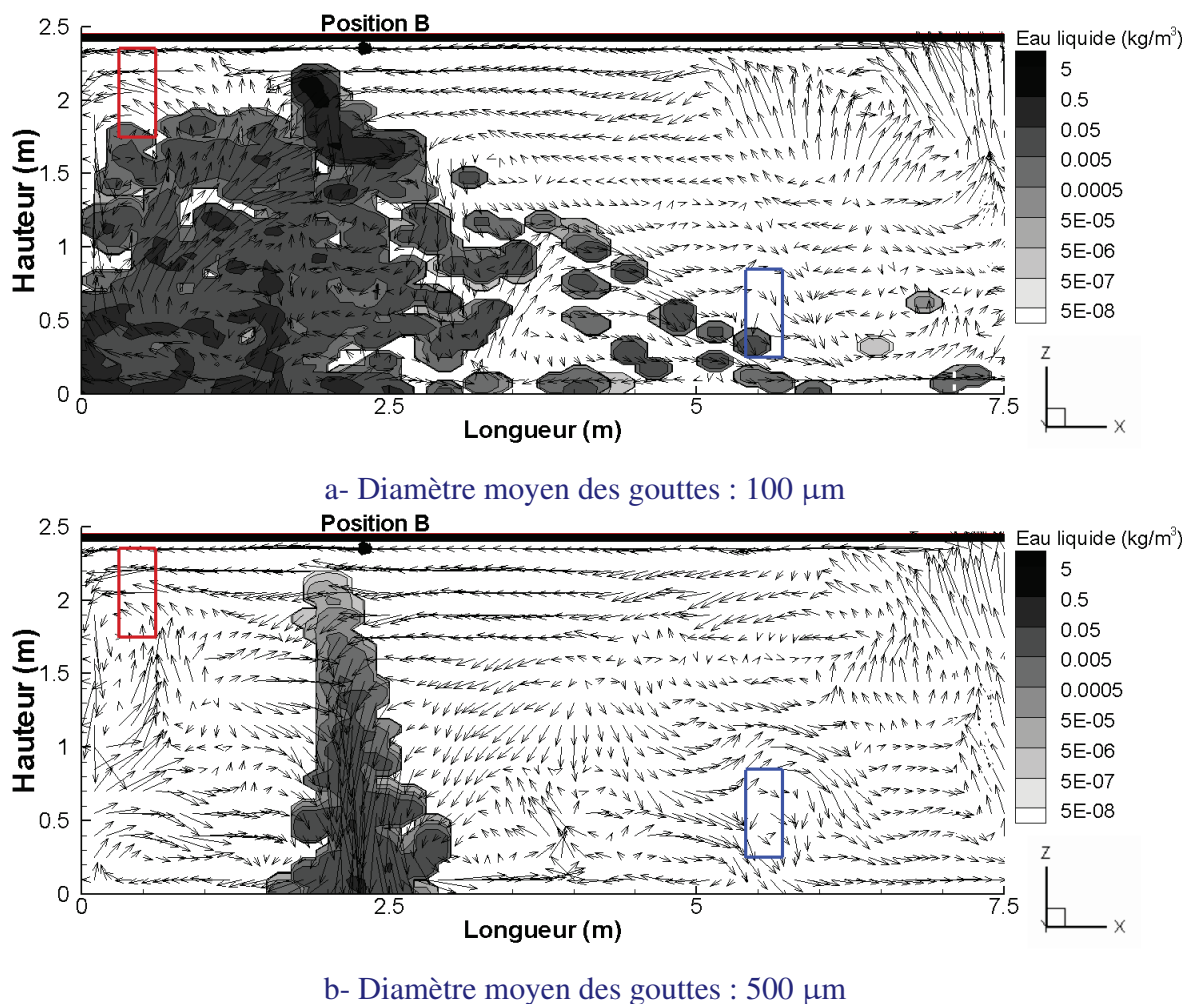 Position B
2.5
2
1.5
1
0.5
0
Hauteur (m)
0
2.5
5
7.5
Longueur (m)
Eau liquide (kg/m³)
5
0.5
0.05
0.005
0.0005
5E-05
5E-06
5E-07
5E-08
Z
Y
X
a- Diamètre moyen des gouttes : 100 µm
Position B
2.5
2
1.5
1
0.5
0
Hauteur (m)
0
2.5
5
7.5
Longueur (m)
Eau liquide (kg/m³)
5
0.5
0.05
0.005
0.0005
5E-05
5E-06
5E-07
5E-08
Z
Y
X
b- Diamètre moyen des gouttes : 500 µm